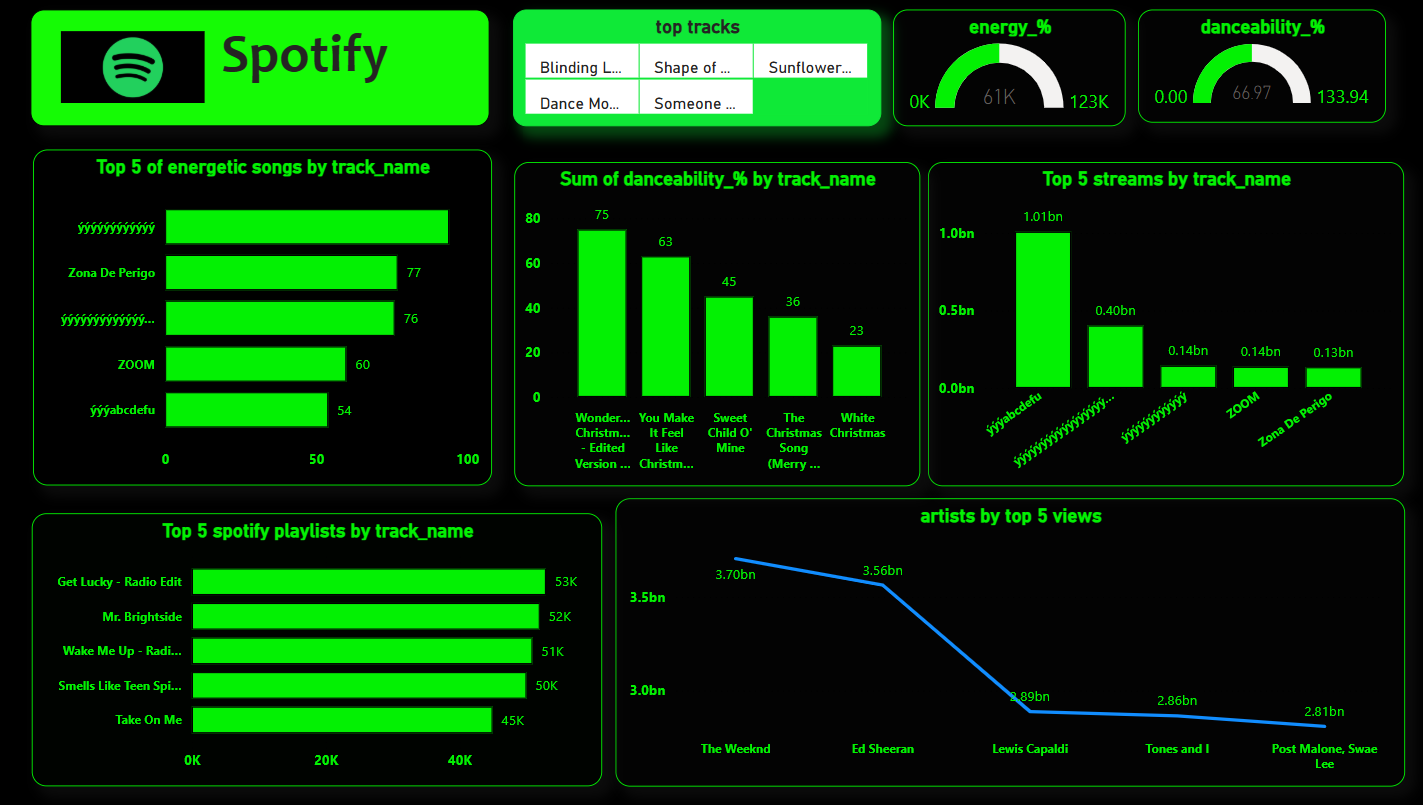 Spotify
top tracks
Blinding L...
Shape of ...
Sunflower...
Dance Mo...
Someone ...
energy_%
0K
61K
123K
danceability_%
0.00
66.97
133.94
Top 5 of energetic songs by track_name
ýýýýýýýýýýýý
Zona De Perigo
77
ýýýýýýýýýýýýý...
76
ZOOM
60
ýýýabcdefu
54
0
50
100
Sum of danceability_% by track_name
80
60
40
20
0
75
63
45
36
23
Wonder...
Christm...
- Edited
Version ...
You Make
It Feel
Like
Christm...
Sweet
Child O'
Mine
The
Christmas
Song
(Merry ...
White
Christmas
Top 5 streams by track_name
1.0bn
0.5bn
0.0bn
1.01bn
0.40bn
0.14bn
0.14bn
0.13bn
ýýýabcdefu
ýýýýýýýýýýýýýýýýý...
ýýýýýýýýýýýý
ZOOM
Zona De Perigo
Top 5 spotify playlists by track_name
Get Lucky - Radio Edit
53K
Mr. Brightside
52K
Wake Me Up - Radi...
51K
Smells Like Teen Spi...
50K
Take On Me
45K
0K
20K
40K
artists by top 5 views
3.5bn
3.0bn
3.70bn
3.56bn
2.89bn
2.86bn
2.81bn
The Weeknd
Ed Sheeran
Lewis Capaldi
Tones and I
Post Malone, Swae
Lee